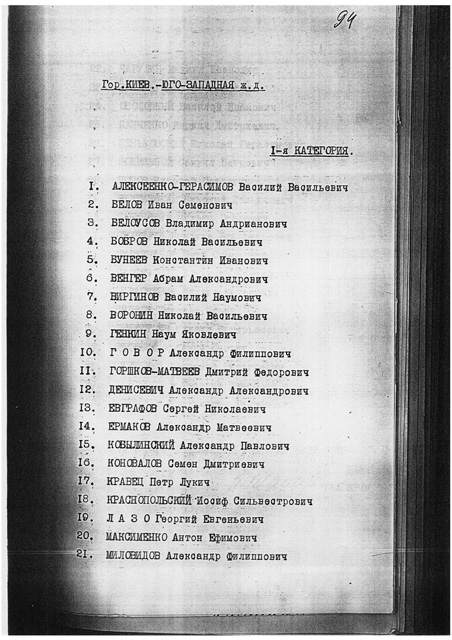 94
Гор.КИЕВ.-ЮГО-ЗАПАДНАЯ ж.д.
I-я КАТЕГОРИЯ.
I. АЛЕКСЕЕНКО-ГЕРАСИМОВ Василий Васильевич
2. БЕЛОВ Иван Семенович
3. БЕЛОУСОВ Владимир Андрианович
4. БОБРОВ Николай Васильевич
5. БУНЕЕВ Константин Иванович
6. ВЕНГЕР Абрам Александрович
7. ВИРГИНОВ Василий Наумович
8. ВОРОНИН Николай Васильевич
9. ГЕНКИН Наум Яковлевич
IO. Г О В О Р Александр Филиппович
II. ГОРШКОВ-МАТВЕЕВ Дмитрий Федорович
I2. ДЕНИСЕВИЧ Александр Александрович
I3. ЕВГРАФОВ Сергей Николаевич
I4. ЕРМАКОВ Александр Матвеевич
I5. КОБЫЛИНСКИЙ Александр Павлович
I6. КОНОВАЛОВ Семен Дмитриевич
I7. КРАВЕЦ Петр Лукич
I8. КРАСНОПОЛЬСКИЙ Иосиф Сильвестрович
I9. Л А З О Георгий Евгеньевич
20. МАКСИМЕНКО Антон Ефимович
2I. МИЛОВИДОВ Александр Филиппович